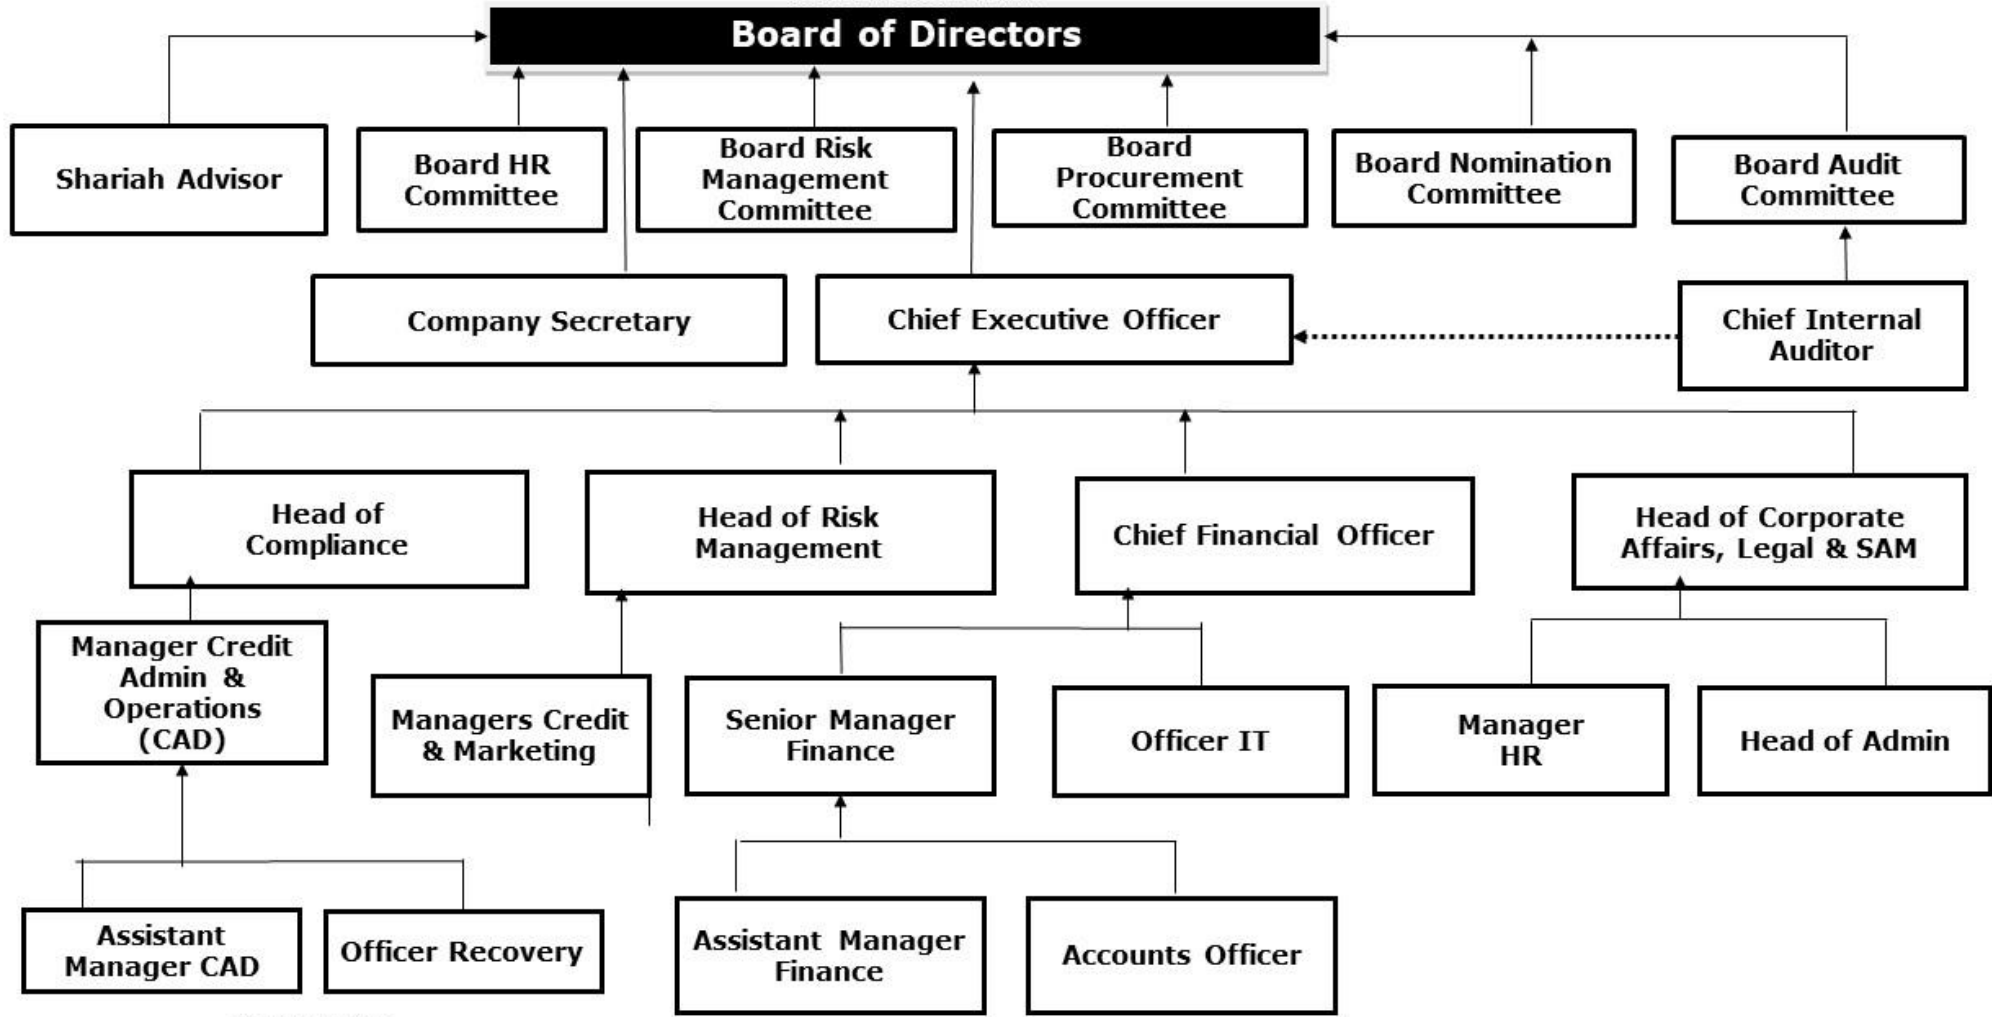 Board of Directors
Shariah Advisor
Board HR
Committee
Board Risk
Management
Committee
Board
Procurement
Committee
Board Nomination
Committee
Board Audit
Committee
Company Secretary
Chief Executive Officer
Chief Internal
Auditor
Head of
Compliance
Head of Risk
Management
Chief Financial Officer
Head of Corporate
Affairs, Legal & SAM
Manager Credit
Admin &
Operations
(CAD)
Managers Credit
& Marketing
Senior Manager
Finance
Officer IT
Manager
HR
Head of Admin
Assistant
Manager CAD
Officer Recovery
Assistant Manager
Finance
Accounts Officer